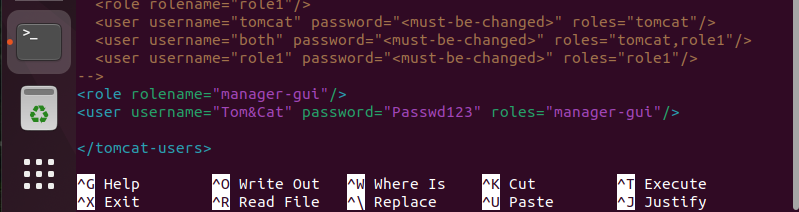 >_
<role rolename="role1"/>
<user username="tomcat" password="<must-be-changed>" roles="tomcat"/>
<user username="both" password="<must-be-changed>" roles="tomcat,role1"/>
<user username="role1" password="<must-be-changed>" roles="role1"/>
-->
<role rolename="manager-gui"/>
<user username="Tom&Cat" password="Passwd123" roles="manager-gui"/>
</tomcat-users>
^G Help ^O Write Out ^W Where Is ^K Cut ^T Execute
^X Exit ^R Read File ^\ Replace ^U Paste ^J Justify